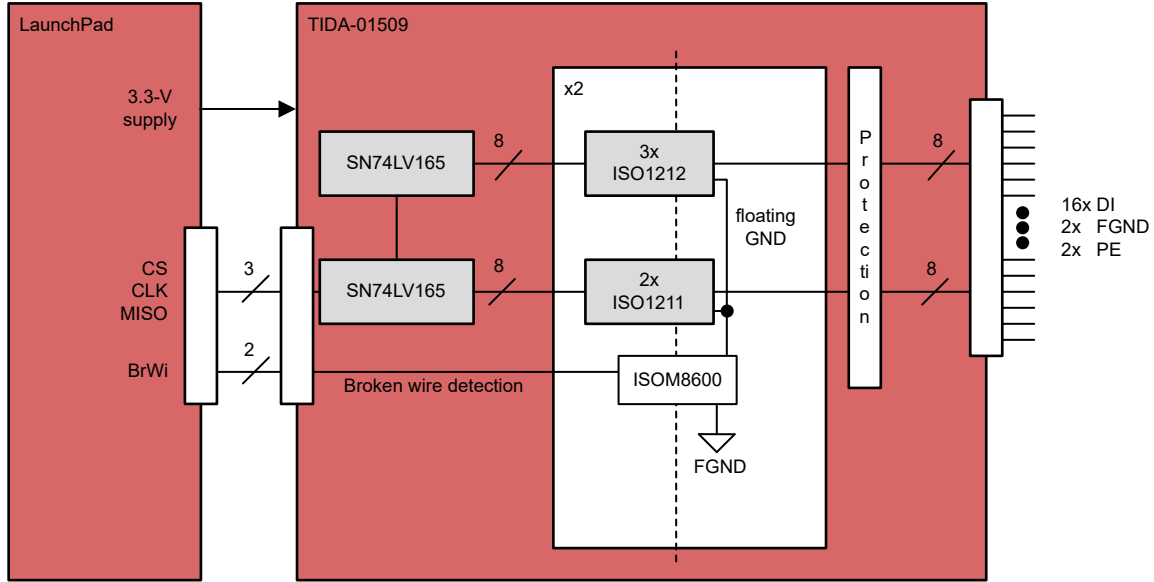 LaunchPad
TIDA-01509
3.3-V
supply
x2
SN74LV165
8
3x
ISO1212
P
r
o
t
e
c
tio
n
8
floating
GND
16x DI
2x FGND
2x PE
CS
CLK
MISO
3
SN74LV165
8
2x
ISO1211
8
BrWi
2
Broken wire detection
ISOM8600
FGND